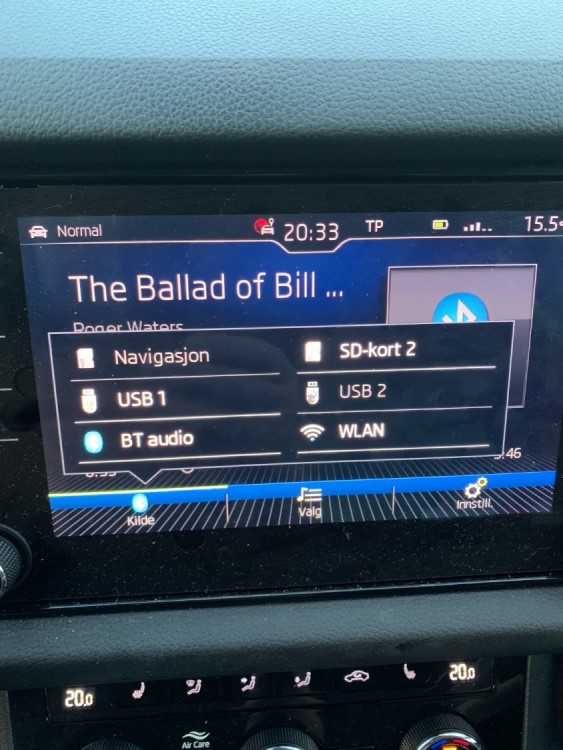 Normal 20:33 TP 15.5
The Ballad of Bill ...
Roger Waters
Navigasjon SD-kort 2
USB 1 USB 2
BT audio WLAN
:46
Kilde Valg Innstill.
20.0 20.0
Air Care